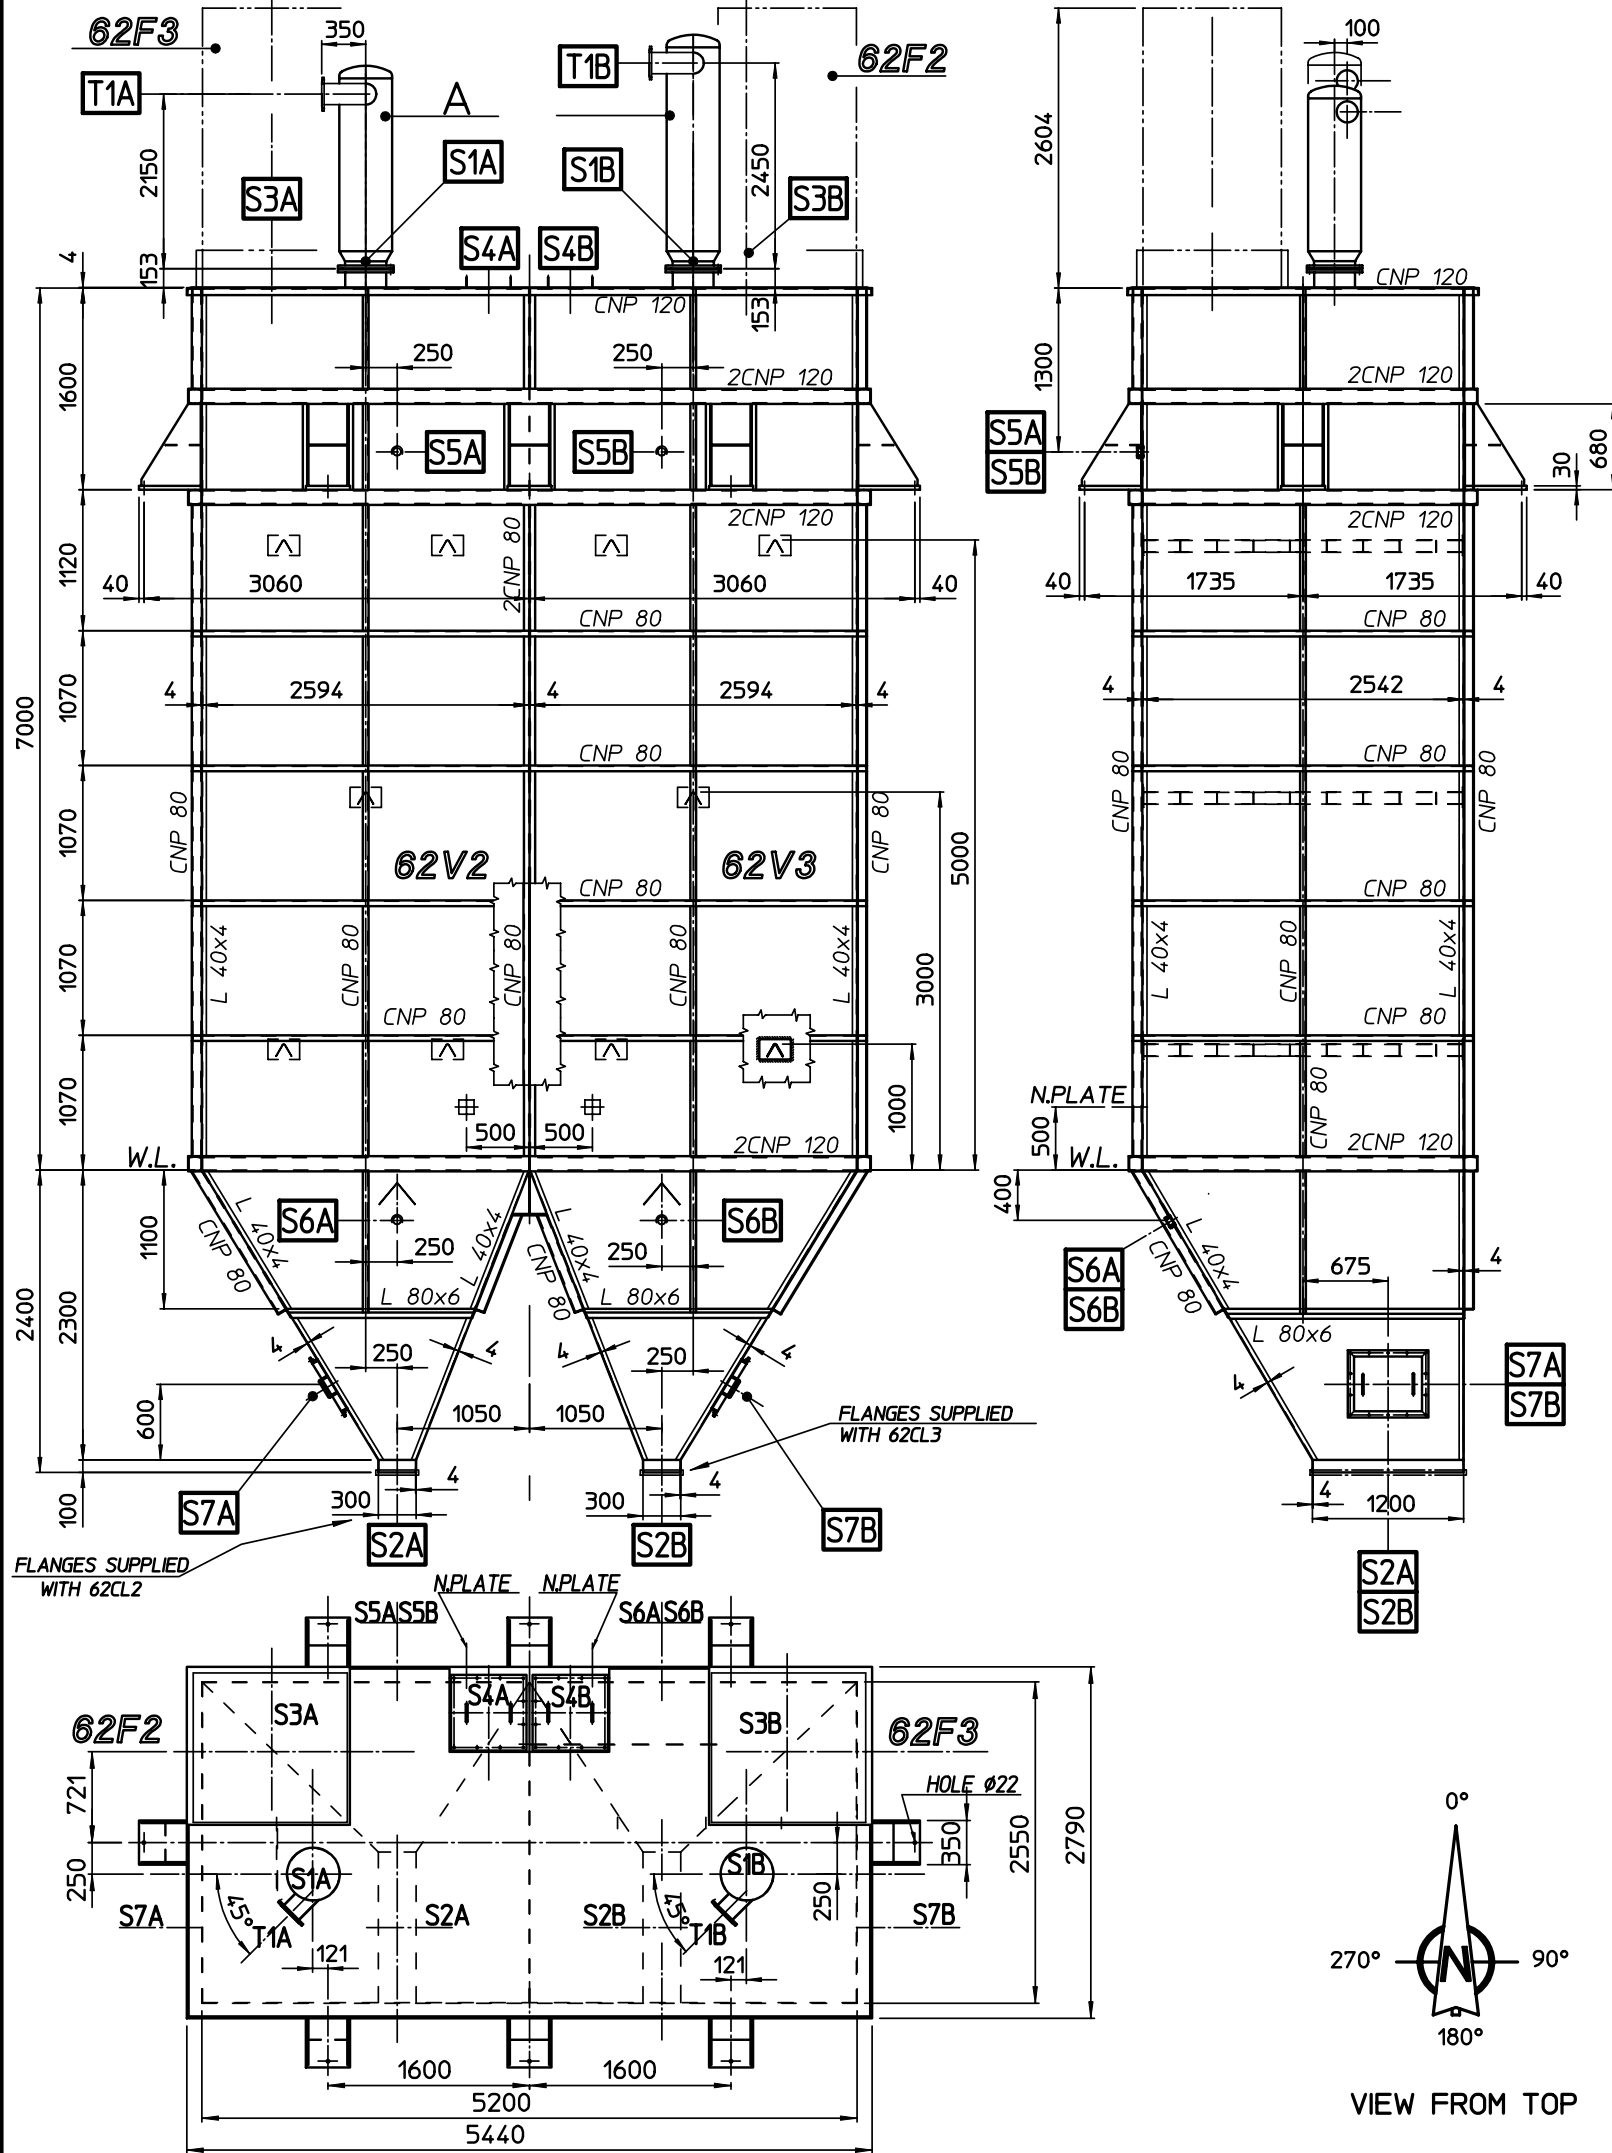 62F3
350
T1A
T1B
62F2
100
A
S1A
S1B
2150
2450
2604
S3A
S3B
S4A
S4B
4
153
153
CNP 120
CNP 120
250
250
2CNP 120
2CNP 120
1600
1300
S5A
S5B
S5A
S5B
30
680
2CNP 120
2CNP 120
2CNP 80
1120
40
3060
3060
40
40
1735
1735
40
CNP 80
CNP 80
7000
1070
4
2594
4
2594
4
4
2542
4
CNP 80
CNP 80
CNP 80
CNP 80
CNP 80
CNP 80
1070
5000
62V2
62V3
CNP 80
CNP 80
L 40x4
CNP 80
CNP 80
CNP 80
L 40x4
L 40x4
CNP 80
L 40x4
1070
3000
CNP 80
CNP 80
1070
1000
CNP 80
N.PLATE
500
500
500
2CNP 120
2CNP 120
W.L.
W.L.
400
S6A
S6B
L 40x4
CNP 80
L 40x4
L 40x4
CNP 80
L 40x4
CNP 80
1100
250
250
S6A
S6B
675
4
L 80x6
L 80x6
L 80x6
2400
2300
4
4
4
4
4
250
250
S7A
S7B
600
1050
1050
FLANGES SUPPLIED
WITH 62CL3
100
4
4
4
300
300
1200
S7A
S2A
S2B
S7B
S2A
S2B
FLANGES SUPPLIED
WITH 62CL2
N.PLATE
N.PLATE
S5A S5B
S6A S6B
S3A
S4A
S4B
S3B
62F2
62F3
HOLE ø22
721
350
2550
2790
250
250
S1A
S1B
45°
45°
S7A
T1A
S2A
S2B
T1B
S7B
121
121
1600
1600
5200
5440
0°
270°
N
90°
180°
VIEW FROM TOP